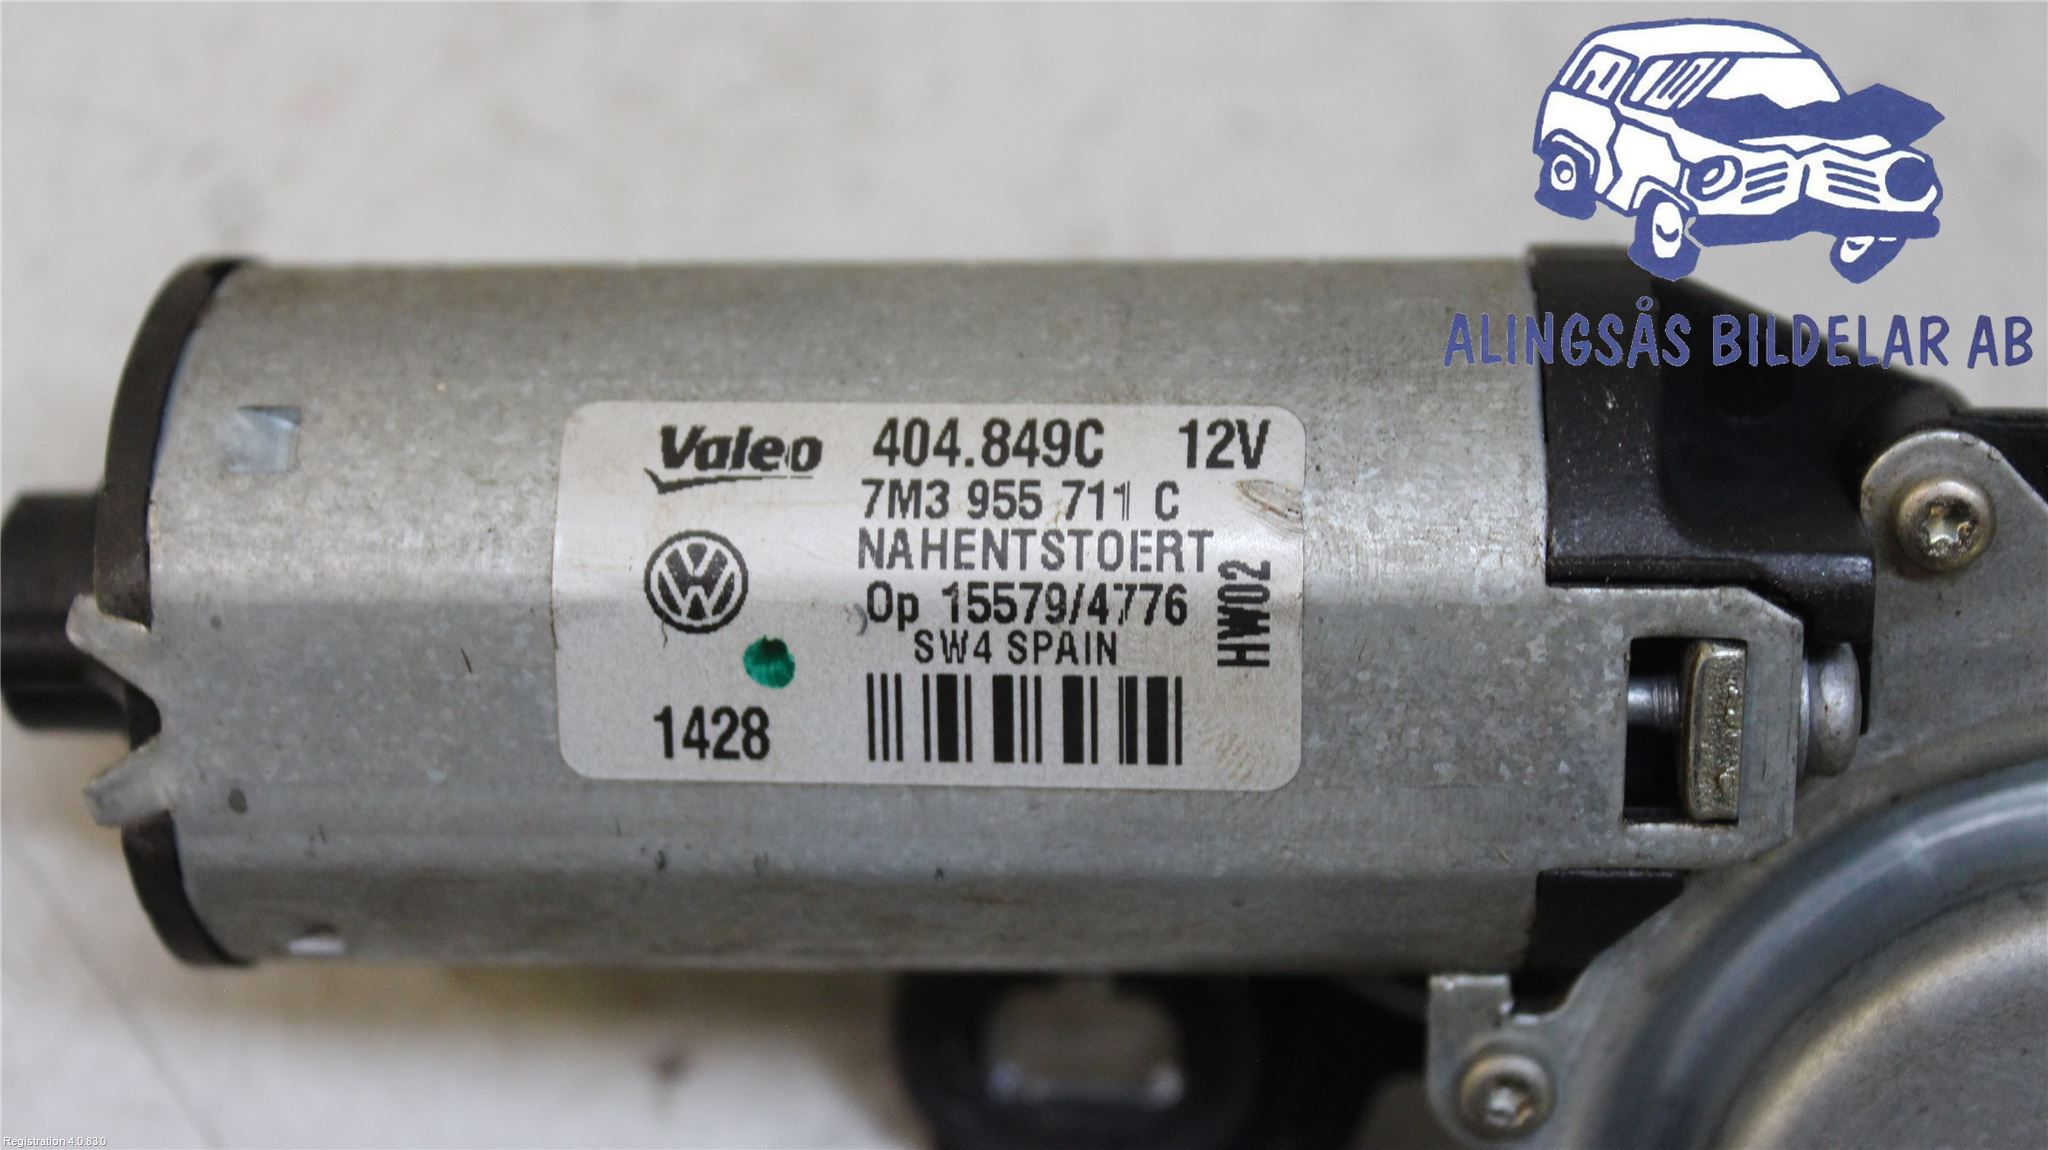 ALINGSÅS BILDELAR AB
Valeo 404.849C 12V
7M3 955 711 C
NAHENTSTOERT
Op 15579/4776
SW4 SPAIN
HW02
1428
Registration 4.0.83.0